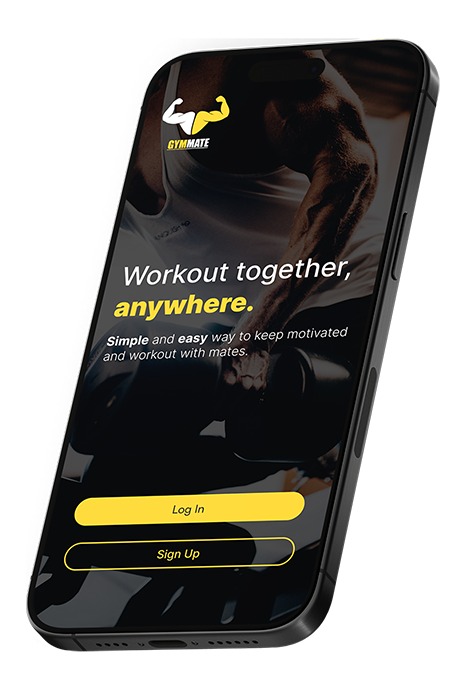 GYMMATE
Workout together,
anywhere.
Simple and easy way to keep motivated
and workout with mates.
Log In
Sign Up